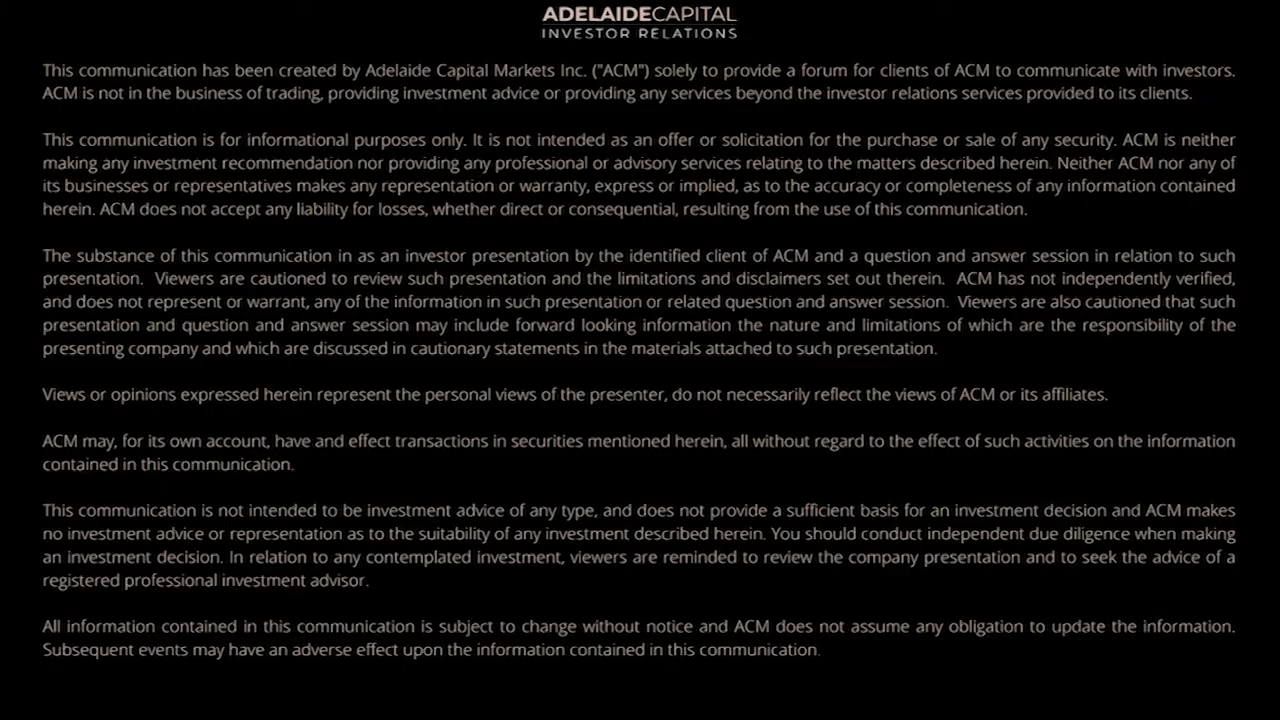 ADELAIDECAPITAL
INVESTOR RELATIONS
This communication has been created by Adelaide Capital Markets Inc. ("ACM") solely to provide a forum for clients of ACM to communicate with investors.
ACM is not in the business of trading, providing investment advice or providing any services beyond the investor relations services provided to its clients.
This communication is for informational purposes only. It is not intended as an offer or solicitation for the purchase or sale of any security. ACM is neither
making any investment recommendation nor providing any professional or advisory services relating to the matters described herein. Neither ACM nor any of
its businesses or representatives makes any representation or warranty, express or implied, as to the accuracy or completeness of any information contained
herein. ACM does not accept any liability for losses, whether direct or consequential, resulting from the use of this communication.
The substance of this communication in as an investor presentation by the identified client of ACM and a question and answer session in relation to such
presentation. Viewers are cautioned to review such presentation and the limitations and disclaimers set out therein. ACM has not independently verified,
and does not represent or warrant, any of the information in such presentation or related question and answer session. Viewers are also cautioned that such
presentation and question and answer session may include forward looking information the nature and limitations of which are the responsibility of the
presenting company and which are discussed in cautionary statements in the materials attached to such presentation.
Views or opinions expressed herein represent the personal views of the presenter, do not necessarily reflect the views of ACM or its affiliates.
ACM may, for its own account, have and effect transactions in securities mentioned herein, all without regard to the effect of such activities on the information
contained in this communication.
This communication is not intended to be investment advice of any type, and does not provide a sufficient basis for an investment decision and ACM makes
no investment advice or representation as to the suitability of any investment described herein. You should conduct independent due diligence when making
an investment decision. In relation to any contemplated investment, viewers are reminded to review the company presentation and to seek the advice of a
registered professional investment advisor.
All information contained in this communication is subject to change without notice and ACM does not assume any obligation to update the information.
Subsequent events may have an adverse effect upon the information contained in this communication.